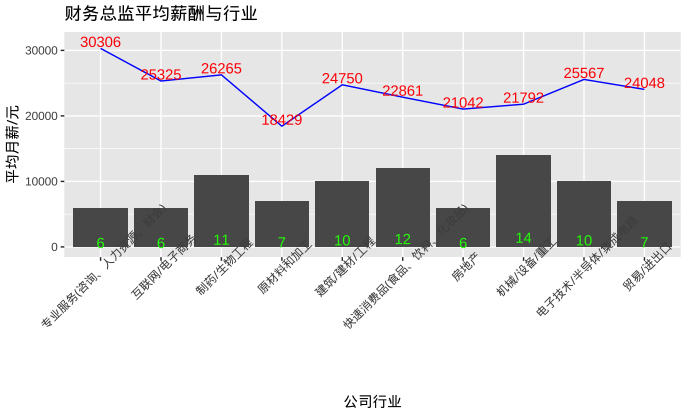 财务总监平均薪酬与行业
30306
25325
26265
18429
24750
22861
21042
21792
25567
24048
30000
20000
10000
0
平均月薪/元
6
6
11
7
10
12
6
14
10
7
专业服务(咨询、人力资源、财会)
互联网/电子商务
制药/生物工程
原材料和加工
建筑/建材/工程
快速消费品(食品、饮料、化妆品)
房地产
机械/设备/重工
电子技术/半导体/集成电路
贸易/进出口
公司行业